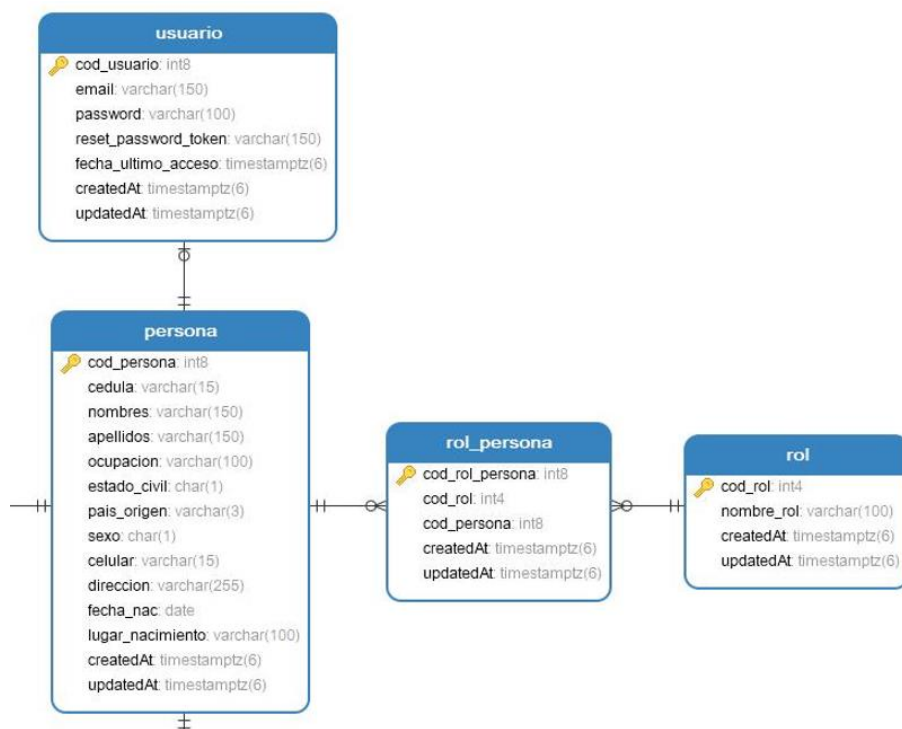 usuario
cod_usuario: int8
email: varchar(150)
password: varchar(100)
reset_password_token: varchar(150)
fecha_ultimo_acceso: timestamptz(6)
createdAt: timestamptz(6)
updatedAt: timestamptz(6)
persona
cod_persona: int8
cedula: varchar(15)
nombres: varchar(150)
apellidos: varchar(150)
ocupacion: varchar(100)
estado_civil: char(1)
pais_origen: varchar(3)
sexo: char(1)
celular: varchar(15)
direccion: varchar(255)
fecha_nac: date
lugar_nacimiento: varchar(100)
createdAt: timestamptz(6)
updatedAt: timestamptz(6)
rol_persona
cod_rol_persona: int8
cod_rol: int4
cod_persona: int8
createdAt: timestamptz(6)
updatedAt: timestamptz(6)
rol
cod_rol: int4
nombre_rol: varchar(100)
createdAt: timestamptz(6)
updatedAt: timestamptz(6)